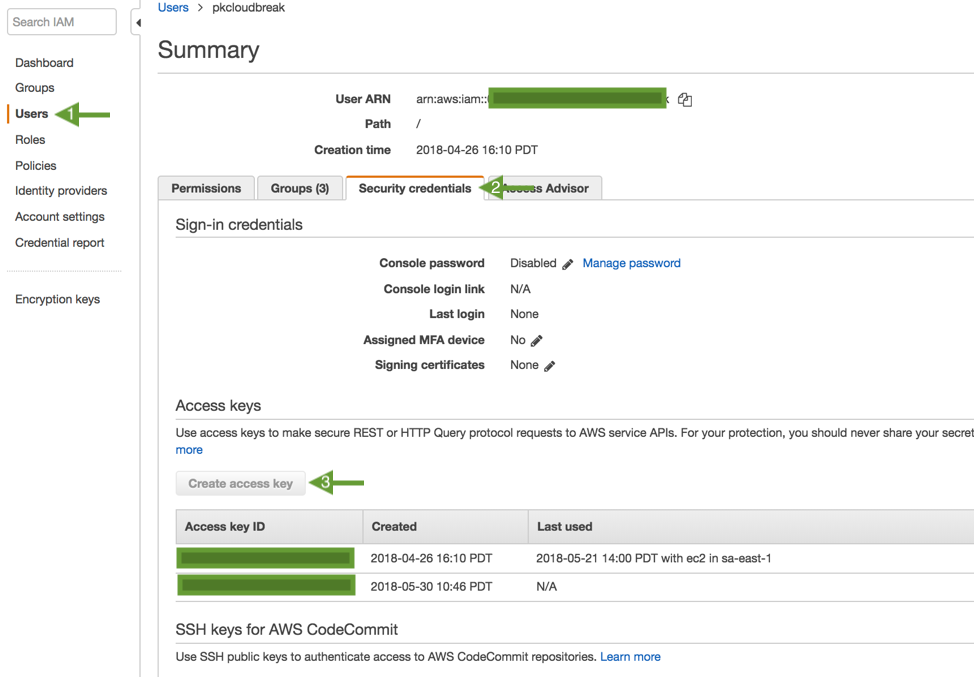 Search IAM
Dashboard
Groups
Users
1
Roles
Policies
Identity providers
Account settings
Credential report
Encryption keys
Users > pkcloudbreak
Summary
User ARN arn:aws:iam::
Path /
Creation time 2018-04-26 16:10 PDT
Permissions Groups (3) Security credentials 2 Access Advisor
Sign-in credentials
Console password Disabled Manage password
Console login link N/A
Last login None
Assigned MFA device No
Signing certificates None
Access keys
Use access keys to make secure REST or HTTP Query protocol requests to AWS service APIs. For your protection, you should never share your secret
more
Create access key 3
Access key ID Created Last used
2018-04-26 16:10 PDT 2018-05-21 14:00 PDT with ec2 in sa-east-1
2018-05-30 10:46 PDT N/A
SSH keys for AWS CodeCommit
Use SSH public keys to authenticate access to AWS CodeCommit repositories. Learn more